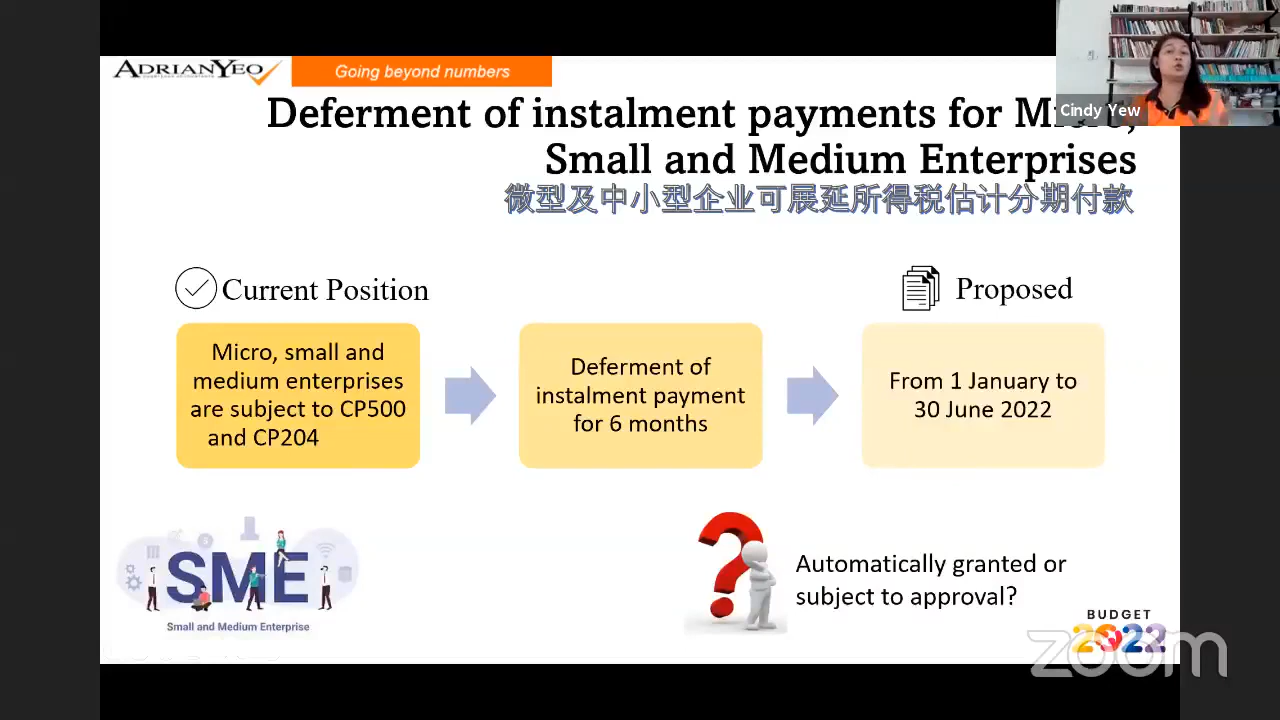 ADRIANYEO
Going beyond numbers
Cindy Yew
Deferment of instalment payments for Micro,
Small and Medium Enterprises
微型及中小型企业可展延所得税估计分期付款
Current Position
Proposed
Micro, small and
medium enterprises
are subject to CP500
and CP204
Deferment of
instalment payment
for 6 months
From 1 January to
30 June 2022
SME
Small and Medium Enterprise
Automatically granted or
subject to approval?
BUDGET
2022
zoom